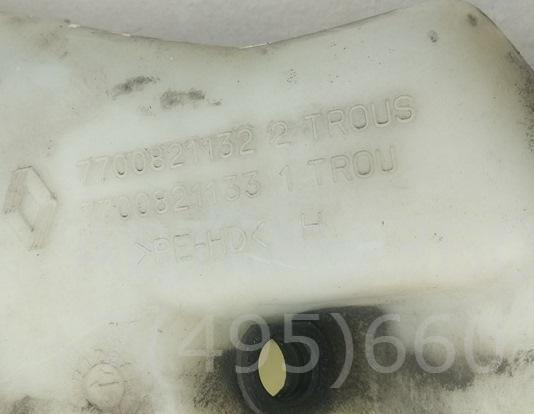 7700821132 2 TROUS
7700821133 1 TROU
>PE-HD< H
(495)660